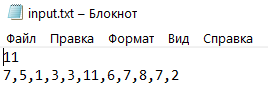 input.txt – Блокнот
Файл Правка Формат Вид Справка
11
7,5,1,3,3,11,6,7,8,7,2